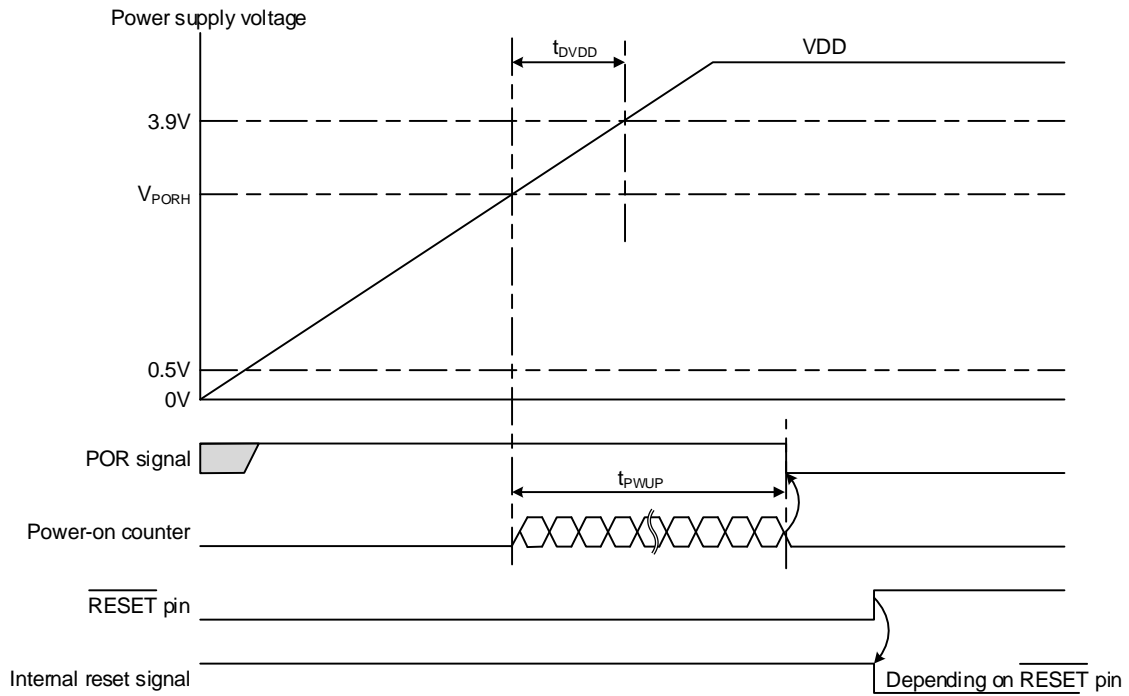 Power supply voltage
tDVDD
VDD
3.9V
VPORH
0.5V
0V
POR signal
tPWUP
Power-on counter
RESET pin
Internal reset signal
Depending on RESET pin